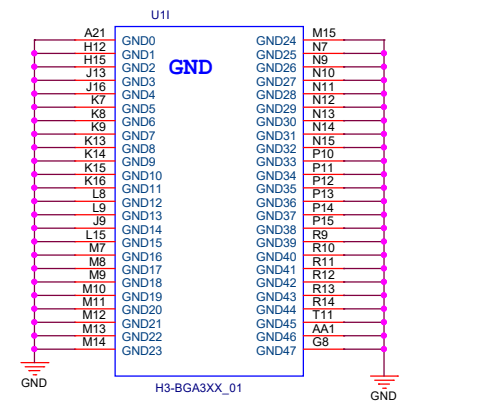 U1I
A21 GND0 GND24 M15
H12 GND1 GND25 N7
H15 GND2 GND26 N9
GND
J13 GND3 GND27 N10
J16 GND4 GND28 N11
K7 GND5 GND29 N12
K8 GND6 GND30 N13
K9 GND7 GND31 N14
K13 GND8 GND32 N15
K14 GND9 GND33 P10
K15 GND10 GND34 P11
K16 GND11 GND35 P12
L8 GND12 GND36 P13
L9 GND13 GND37 P14
J9 GND14 GND38 P15
L15 GND15 GND39 R9
M7 GND16 GND40 R10
M8 GND17 GND41 R11
M9 GND18 GND42 R12
M10 GND19 GND43 R13
M11 GND20 GND44 R14
M12 GND21 GND45 T11
M13 GND22 GND46 AA1
M14 GND23 GND47 G8
GND
H3-BGA3XX_01
GND